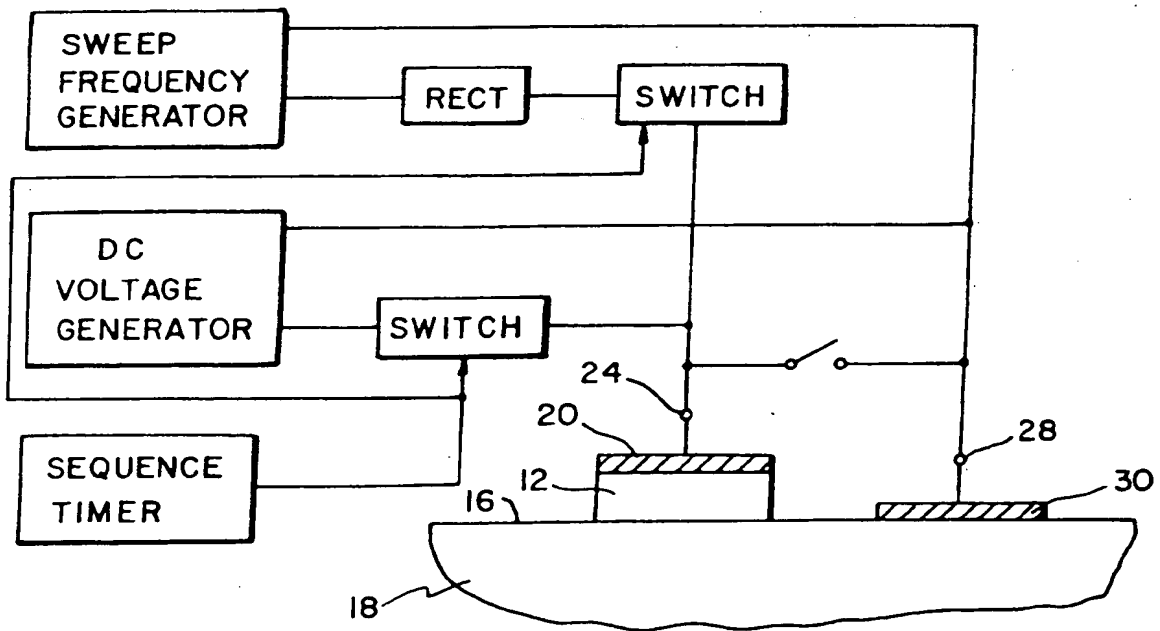 SWEEP
FREQUENCY
GENERATOR
RECT
SWITCH
DC
VOLTAGE
GENERATOR
SWITCH
24
20
28
SEQUENCE
TIMER
12
16
30
18